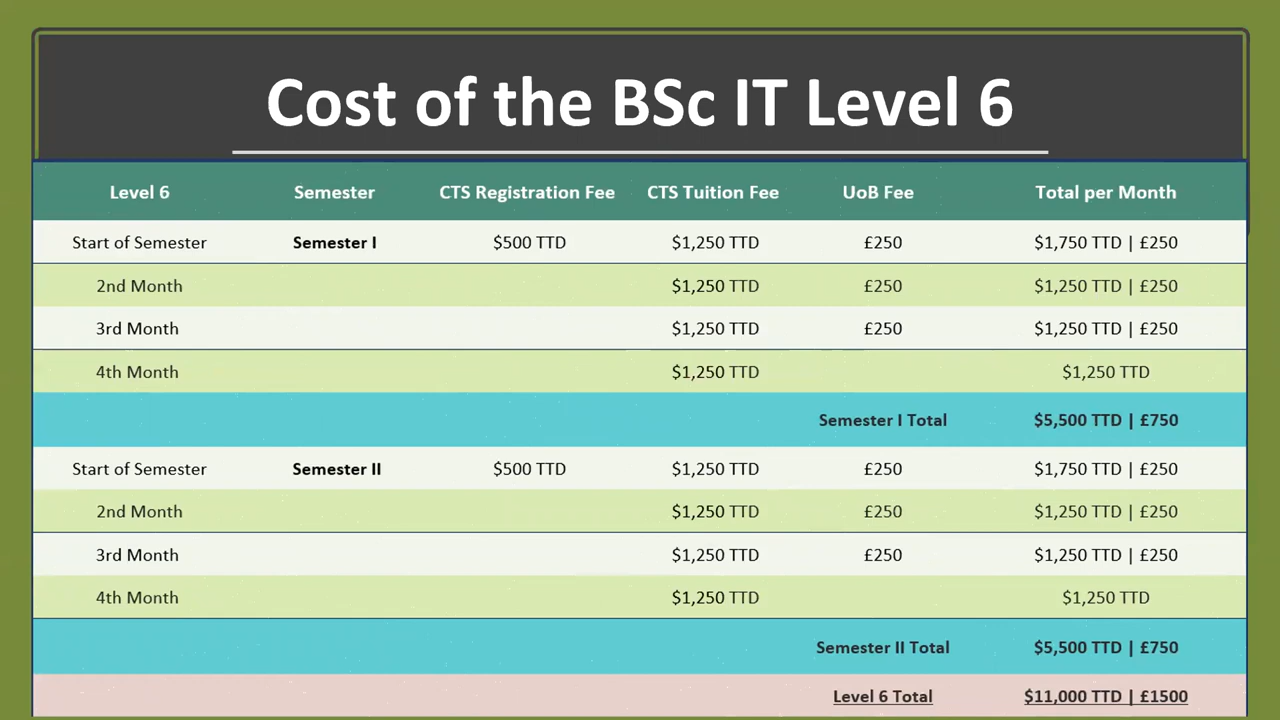 Cost of the BSc IT Level 6
Level 6 Semester CTS Registration Fee CTS Tuition Fee UoB Fee Total per Month
Start of Semester Semester I $500 TTD $1,250 TTD £250 $1,750 TTD | £250
2nd Month $1,250 TTD £250 $1,250 TTD | £250
3rd Month $1,250 TTD £250 $1,250 TTD | £250
4th Month $1,250 TTD $1,250 TTD
Semester I Total $5,500 TTD | £750
Start of Semester Semester II $500 TTD $1,250 TTD £250 $1,750 TTD | £250
2nd Month $1,250 TTD £250 $1,250 TTD | £250
3rd Month $1,250 TTD £250 $1,250 TTD | £250
4th Month $1,250 TTD $1,250 TTD
Semester II Total $5,500 TTD | £750
Level 6 Total $11,000 TTD | £1500